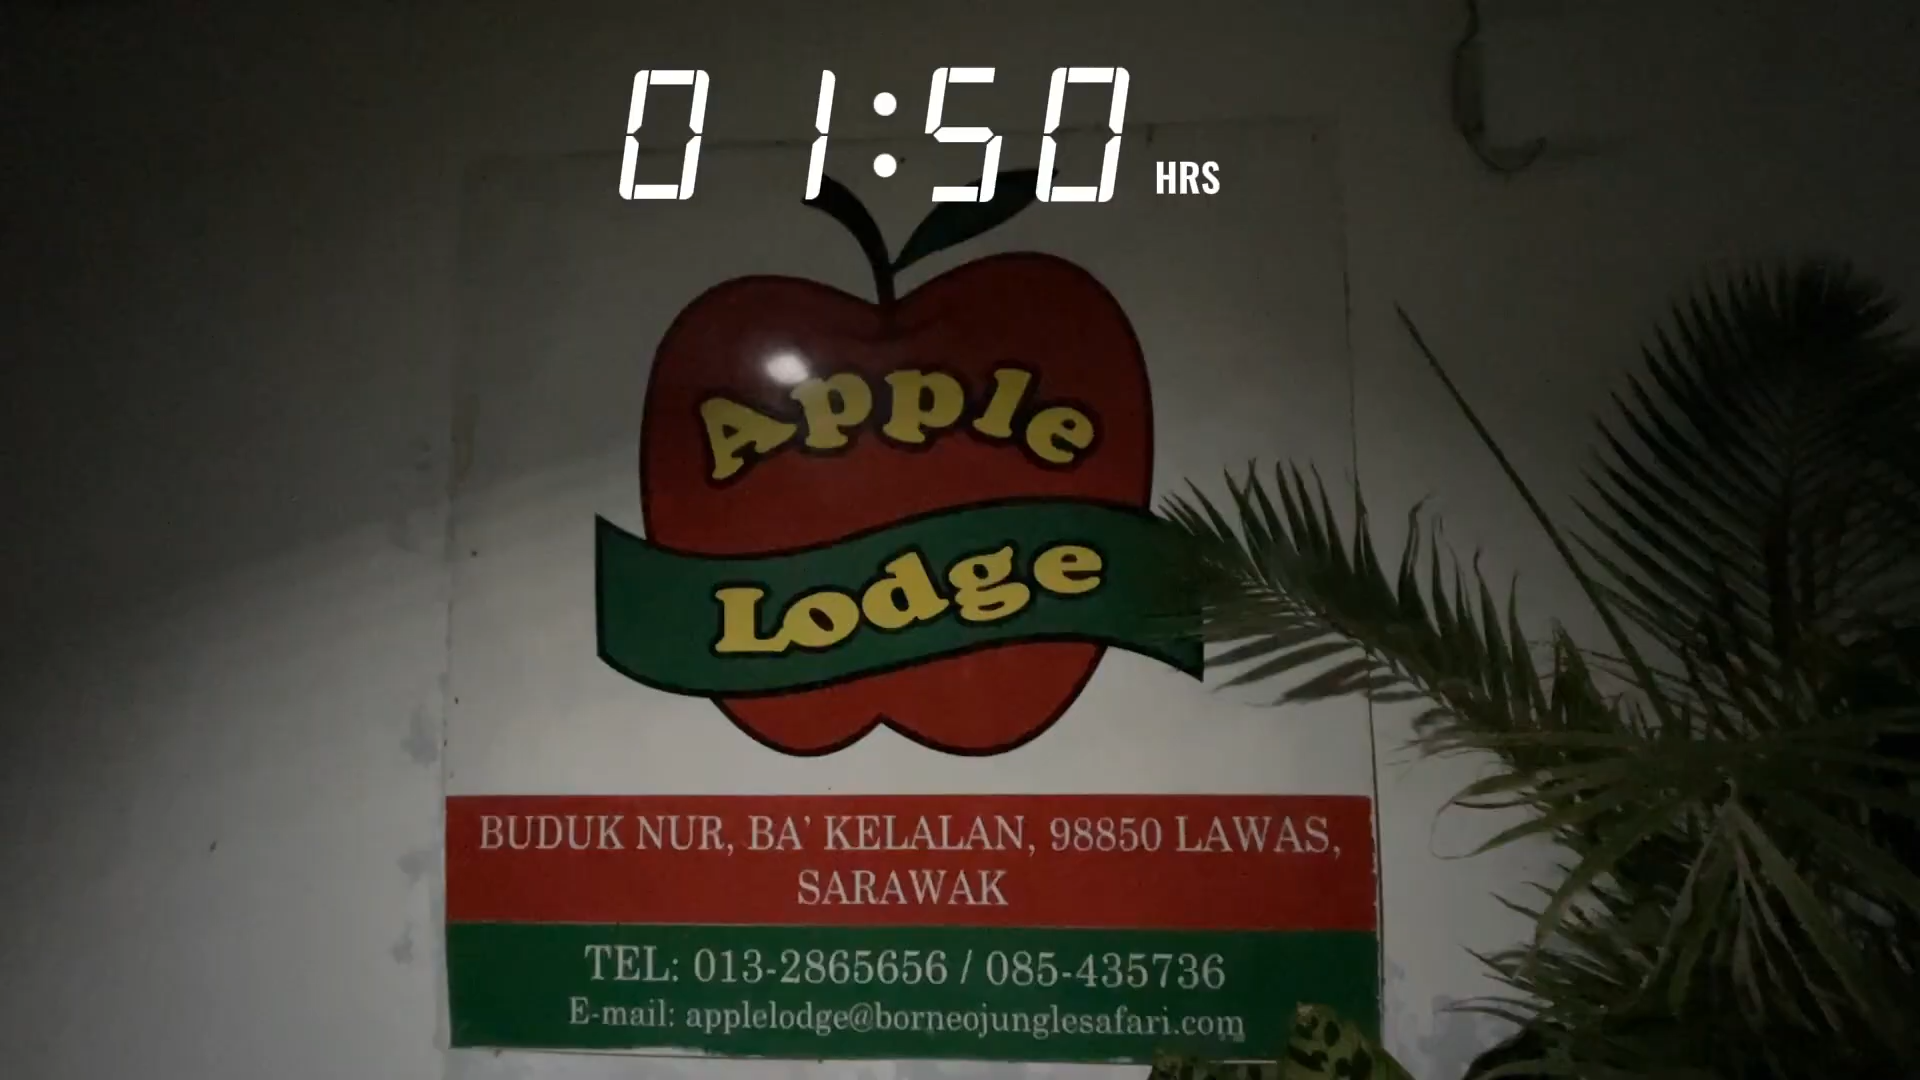 01:50 HRS
Apple
Lodge
BUDUK NUR, BA' KELALAN, 98850 LAWAS,
SARAWAK
TEL: 013-2865656 / 085-435736
E-mail: applelodge@borneojunglesafari.com